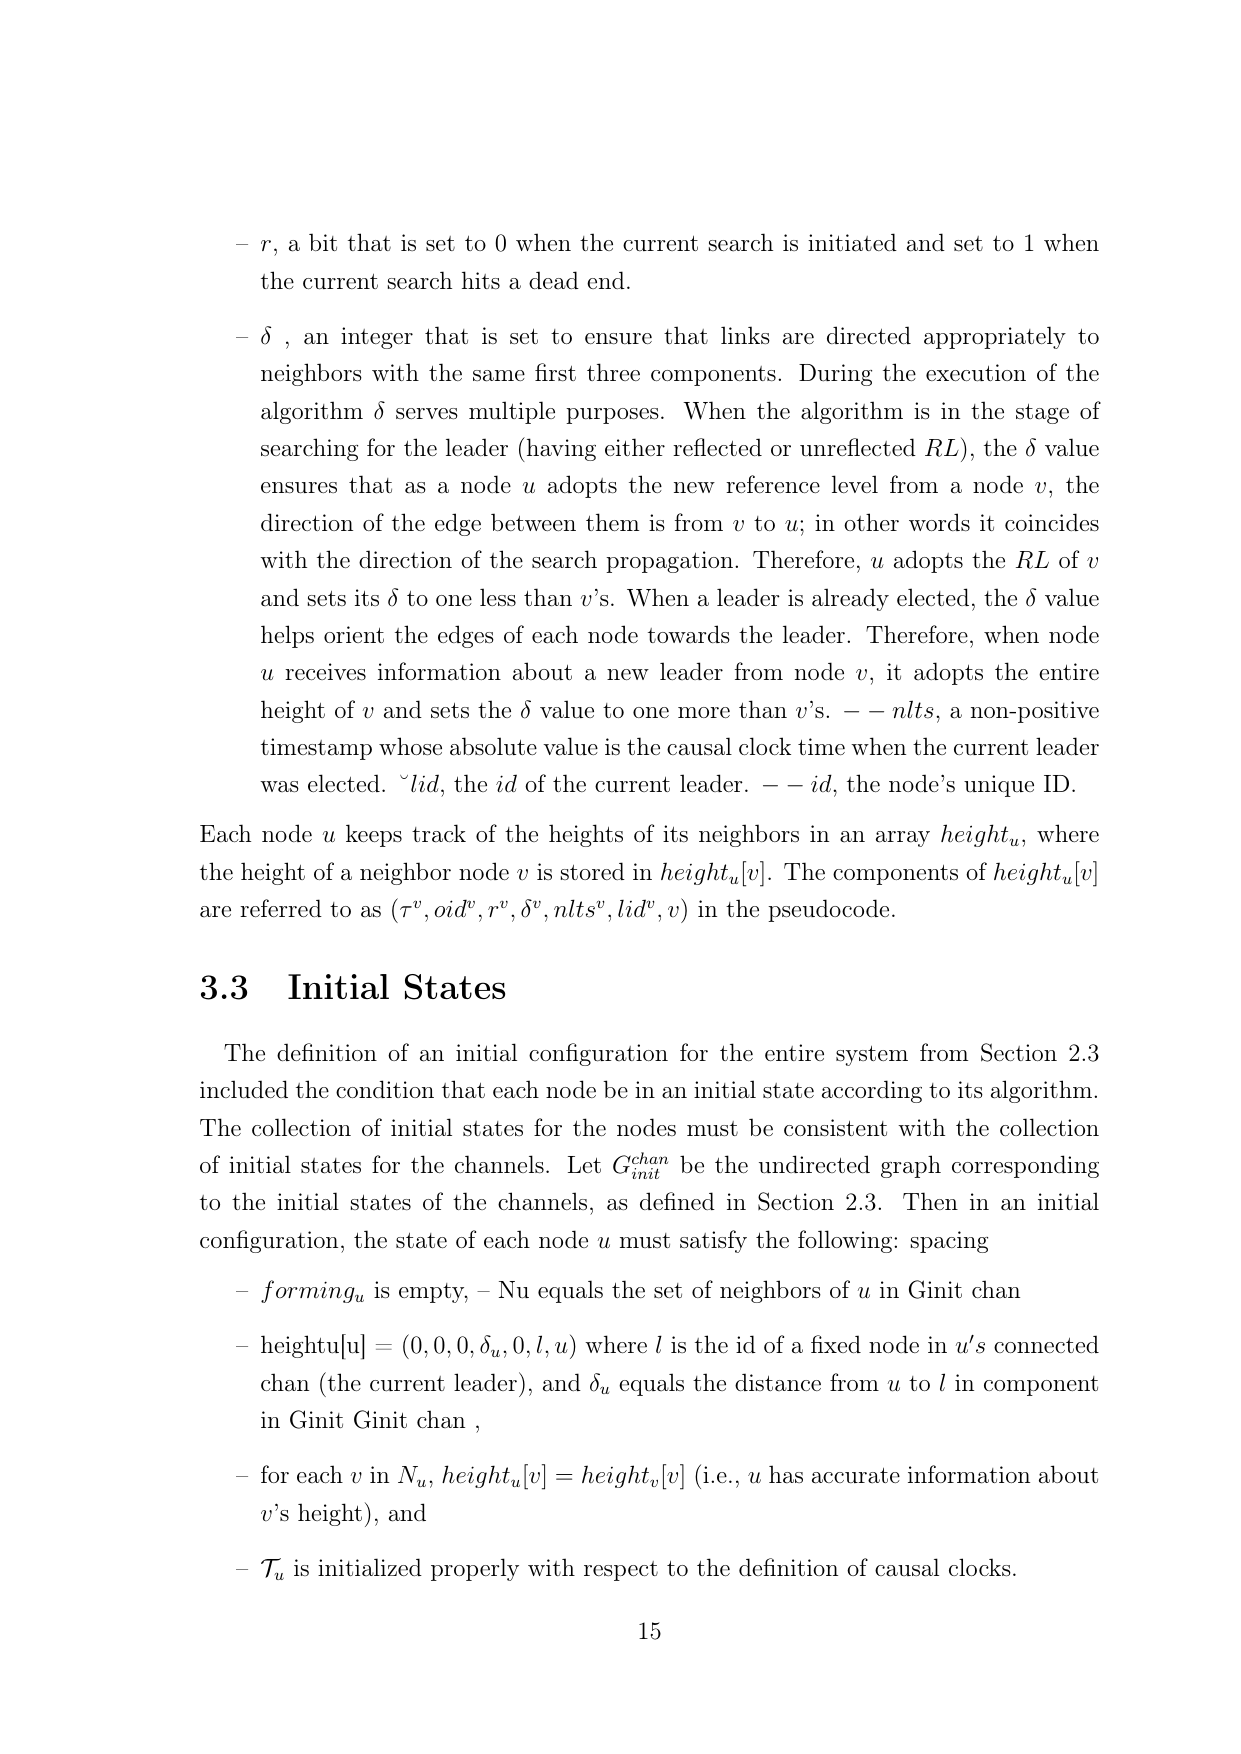 – r, a bit that is set to 0 when the current search is initiated and set to 1 when
the current search hits a dead end.
– δ , an integer that is set to ensure that links are directed appropriately to
neighbors with the same first three components. During the execution of the
algorithm δ serves multiple purposes. When the algorithm is in the stage of
searching for the leader (having either reflected or unreflected RL), the δ value
ensures that as a node u adopts the new reference level from a node v, the
direction of the edge between them is from v to u; in other words it coincides
with the direction of the search propagation. Therefore, u adopts the RL of v
and sets its δ to one less than v’s. When a leader is already elected, the δ value
helps orient the edges of each node towards the leader. Therefore, when node
u receives information about a new leader from node v, it adopts the entire
height of v and sets the δ value to one more than v’s. − − nlts, a non-positive
timestamp whose absolute value is the causal clock time when the current leader
was elected. ˘lid, the id of the current leader. − − id, the node’s unique ID.
Each node u keeps track of the heights of its neighbors in an array height_u, where
the height of a neighbor node v is stored in height_u[v]. The components of height_u[v]
are referred to as (τ^v, oid^v, r^v, δ^v, nlts^v, lid^v, v) in the pseudocode.
3.3 Initial States
The definition of an initial configuration for the entire system from Section 2.3
included the condition that each node be in an initial state according to its algorithm.
The collection of initial states for the nodes must be consistent with the collection
of initial states for the channels. Let G_{init}^{chan} be the undirected graph corresponding
to the initial states of the channels, as defined in Section 2.3. Then in an initial
configuration, the state of each node u must satisfy the following: spacing
– forming_u is empty, – Nu equals the set of neighbors of u in Ginit chan
– heightu[u] = (0, 0, 0, δ_u, 0, l, u) where l is the id of a fixed node in u′s connected
chan (the current leader), and δ_u equals the distance from u to l in component
in Ginit Ginit chan ,
– for each v in N_u, height_u[v] = height_v[v] (i.e., u has accurate information about
v’s height), and
– 𝒯_u is initialized properly with respect to the definition of causal clocks.
15